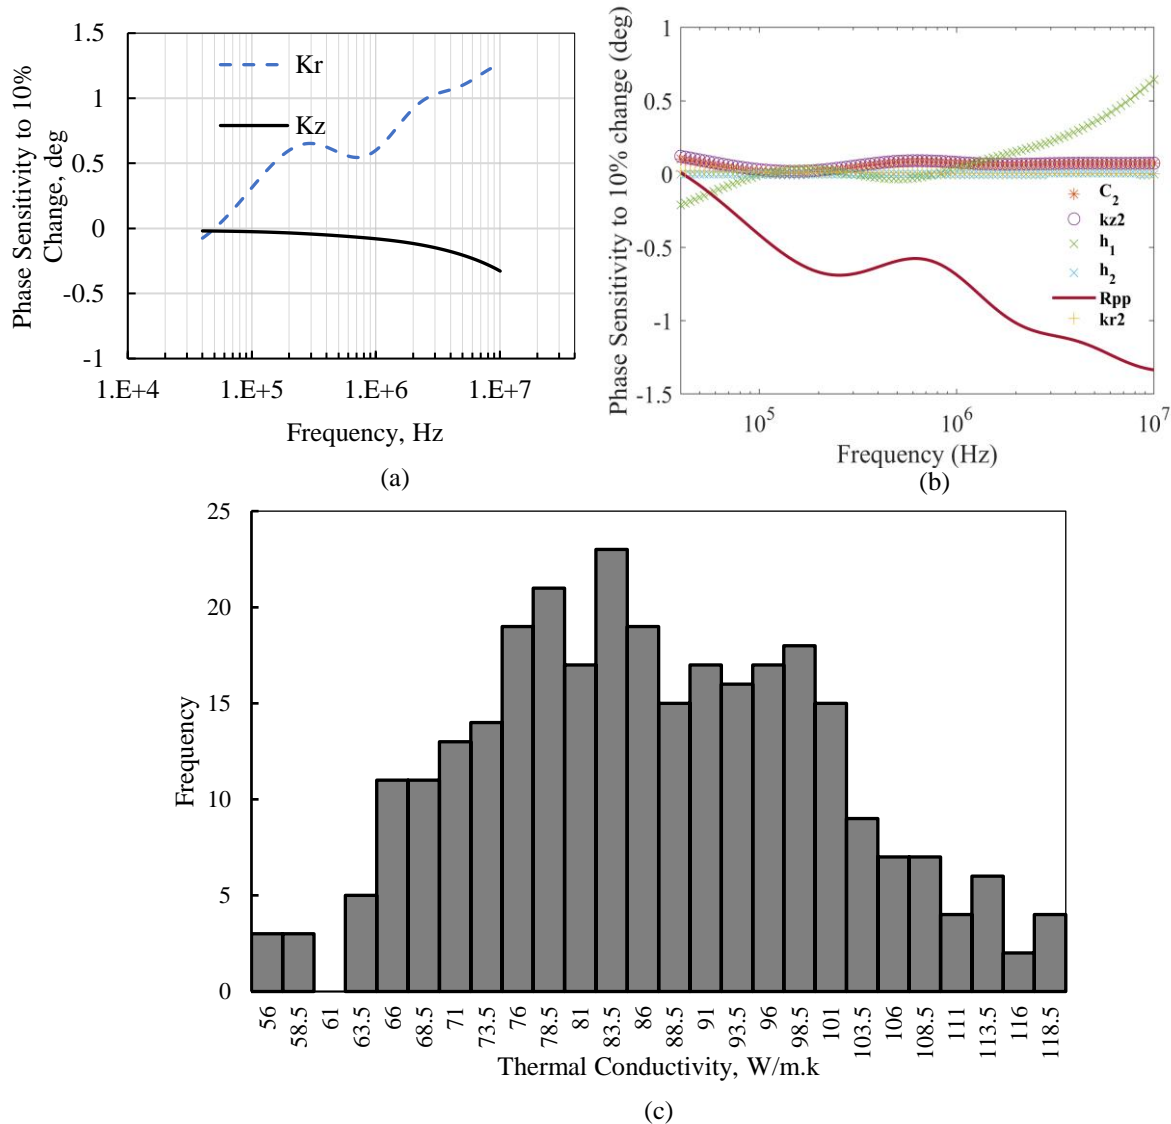 1.5
1
0.5
0
-0.5
-1
Phase Sensitivity to 10%
Change, deg
Kr
Kz
1.E+4
1.E+5
1.E+6
1.E+7
Frequency, Hz
(a)
1
0.5
0
-0.5
-1
-1.5
Phase Sensitivity to 10% change (deg)
C2
kz2
h1
h2
Rpp
kr2
10^5
10^6
10^7
Frequency (Hz)
(b)
25
20
15
10
5
0
Frequency
56
58.5
61
63.5
66
68.5
71
73.5
76
78.5
81
83.5
86
88.5
91
93.5
96
98.5
101
103.5
106
108.5
111
113.5
116
118.5
Thermal Conductivity, W/m.k
(c)